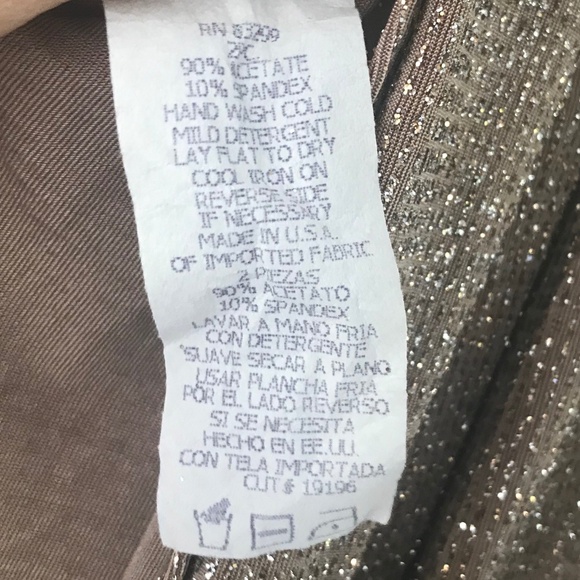 RN 83299
2PC
90% ACETATE
10% SPANDEX
HAND WASH COLD
MILD DETERGENT
LAY FLAT TO DRY
COOL IRON ON
REVERSE SIDE
IF NECESSARY
MADE IN U.S.A.
OF IMPORTED FABRIC
2 PIEZAS
90% ACETATO
10% SPANDEX
LAVAR A MANO FRIA
CON DETERGENTE
SUAVE SECAR A PLANO
USAR PLANCHA FRIA
POR EL LADO REVERSO
SI SE NECESITA
HECHO EN EE.UU.
CON TELA IMPORTADA
CUT # 19196